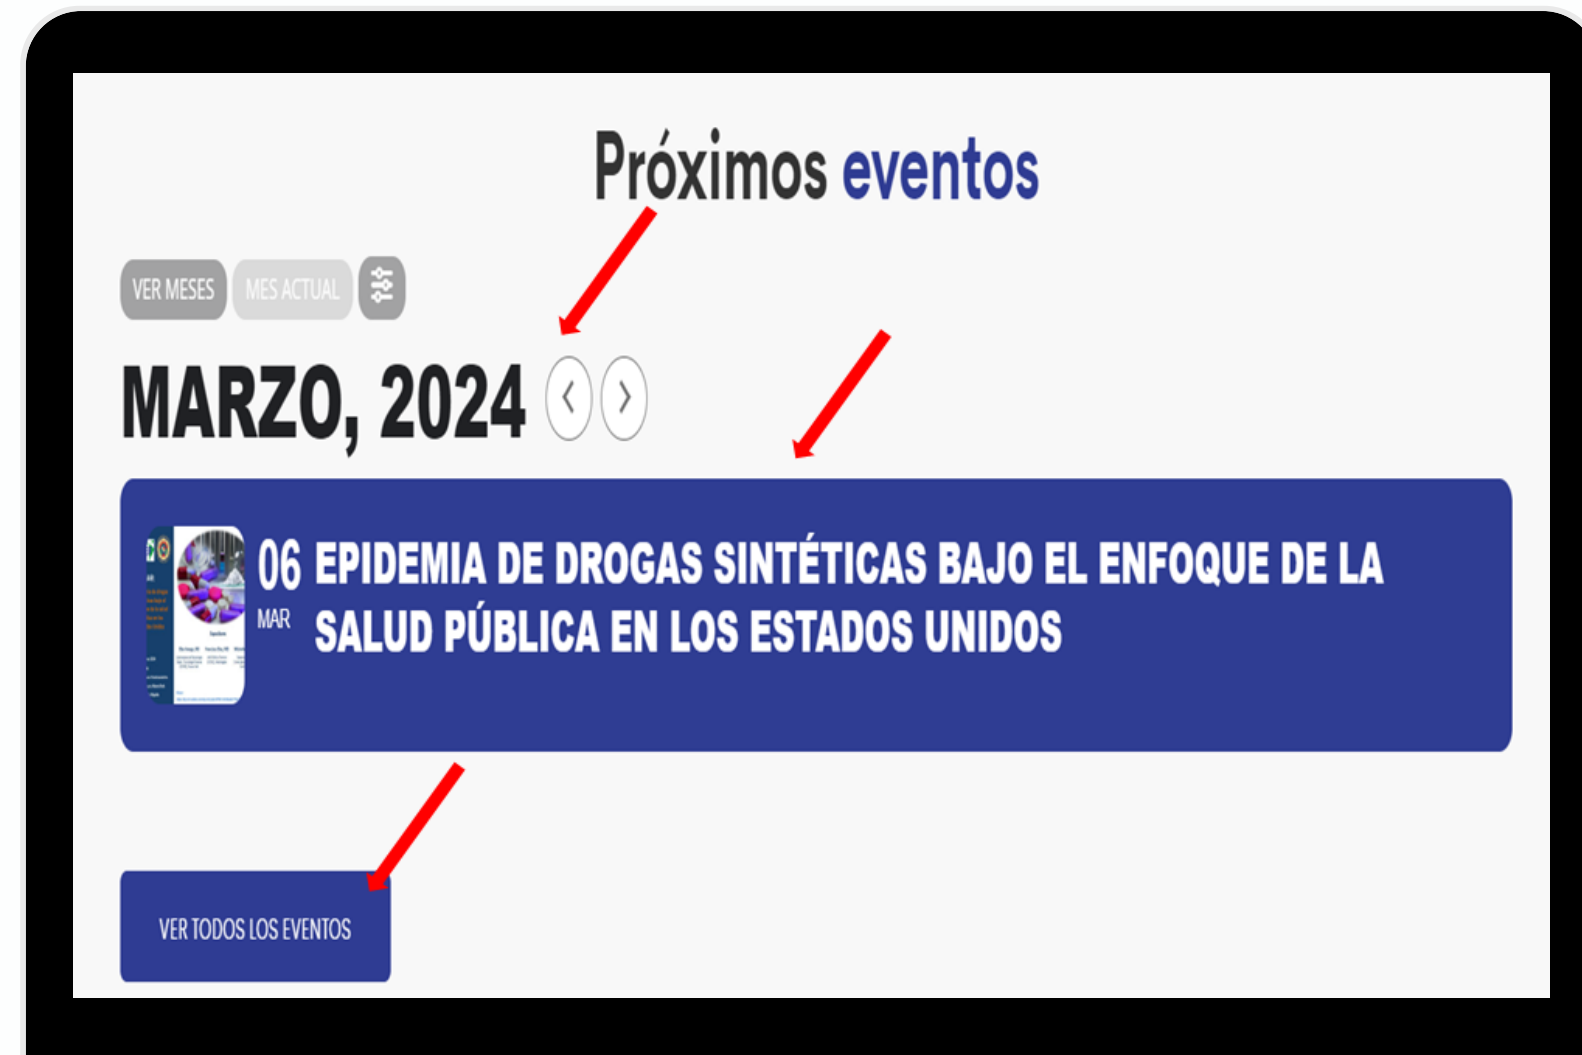 Próximos eventos
VER MESES MES ACTUAL
MARZO, 2024
06 EPIDEMIA DE DROGAS SINTÉTICAS BAJO EL ENFOQUE DE LA
MAR SALUD PÚBLICA EN LOS ESTADOS UNIDOS
VER TODOS LOS EVENTOS